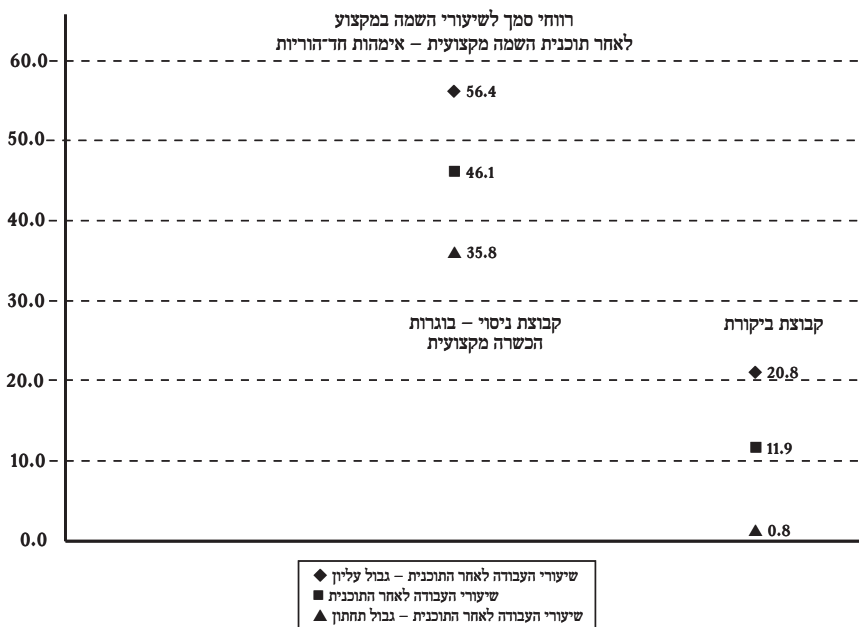 רווחי סמך לשיעורי השמה במקצוע
לאחר תוכנית השמה מקצועית – אימהות חד־הוריות
60.0
56.4
50.0
46.1
40.0
35.8
30.0
קבוצת ניסוי – בוגרות
הכשרה מקצועית
קבוצת ביקורת
20.0
20.8
11.9
10.0
0.8
0.0
שיעורי העבודה לאחר התוכנית – גבול עליון
שיעורי העבודה לאחר התוכנית
שיעורי העבודה לאחר התוכנית – גבול תחתון